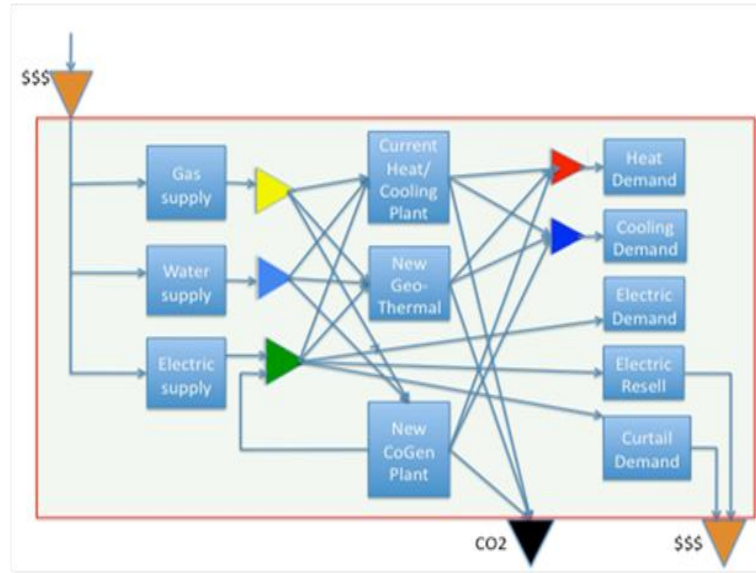 $$$
Gas
supply
Water
supply
Electric
supply
Current
Heat/
Cooling
Plant
New
Geo-
Thermal
New
CoGen
Plant
Heat
Demand
Cooling
Demand
Electric
Demand
Electric
Resell
Curtail
Demand
CO2
$$$